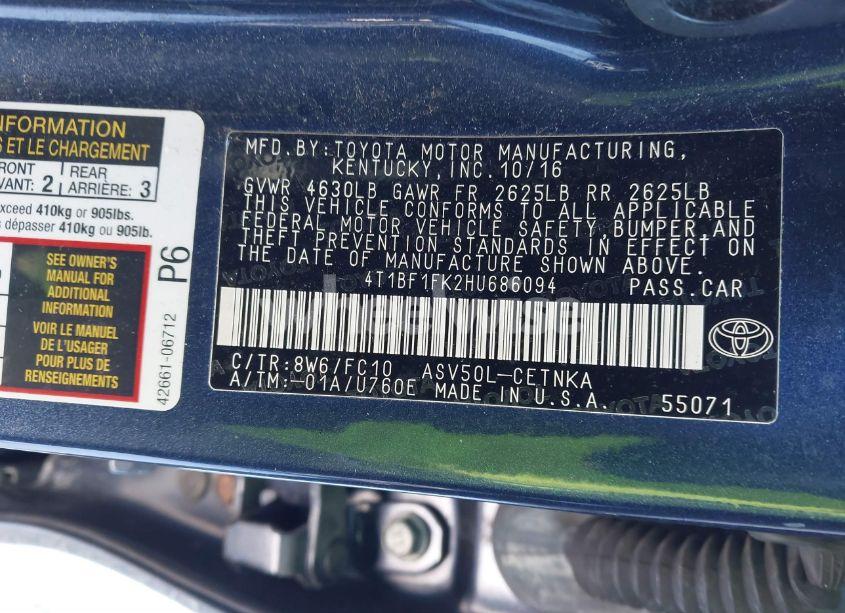 INFORMATION
S ET LE CHARGEMENT
FRONT
VANT: 2
REAR
ARRIÈRE: 3
xceed 410kg or 905lbs.
s dépasser 410kg ou 905lb.
SEE OWNER'S
MANUAL FOR
ADDITIONAL
INFORMATION
VOIR LE MANUEL
DE L'USAGER
POUR PLUS DE
RENSEIGNEMENTS
P6
42661-06712
MFD.BY:TOYOTA MOTOR MANUFACTURING,
KENTUCKY,INC.10/16
GVWR 4630LB GAWR FR 2625LB RR 2625LB
THIS VEHICLE CONFORMS TO ALL APPLICABLE
FEDERAL MOTOR VEHICLE SAFETY,BUMPER,AND
THEFT PREVENTION STANDARDS IN EFFECT ON
THE DATE OF MANUFACTURE SHOWN ABOVE.
4T1BF1FK2HU686094 PASS.CAR
wheelwise
C/TR:8W6/FC10 ASV50L-CETNKA
A/TM:-01A/U760E MADE IN U.S.A. 55071
TOYOTA